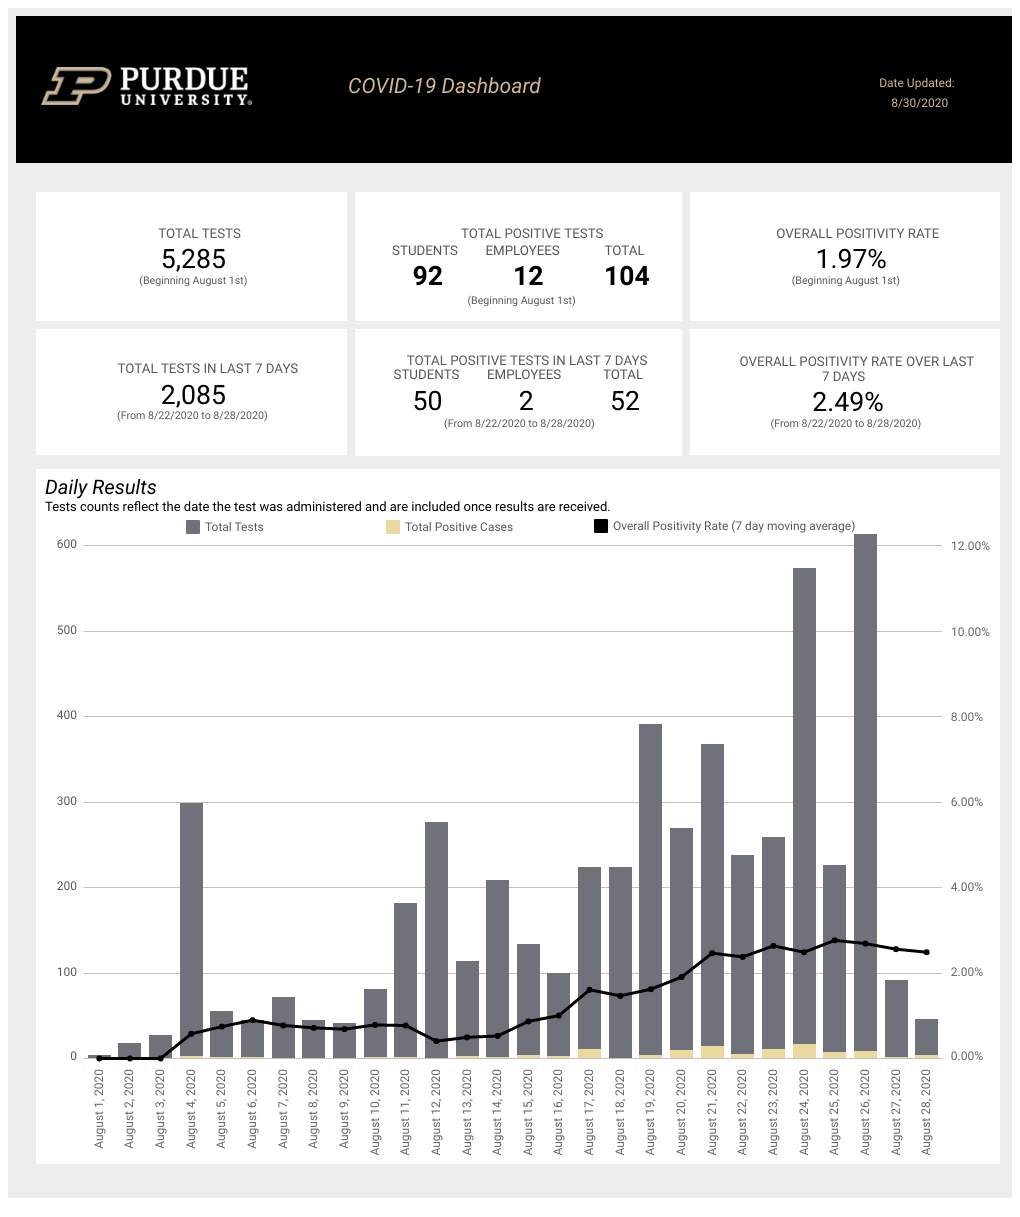 PURDUE
UNIVERSITY®
COVID-19 Dashboard
Date Updated:
8/30/2020
TOTAL TESTS
5,285
(Beginning August 1st)
TOTAL POSITIVE TESTS
STUDENTS EMPLOYEES TOTAL
92 12 104
(Beginning August 1st)
OVERALL POSITIVITY RATE
1.97%
(Beginning August 1st)
TOTAL TESTS IN LAST 7 DAYS
2,085
(From 8/22/2020 to 8/28/2020)
TOTAL POSITIVE TESTS IN LAST 7 DAYS
STUDENTS EMPLOYEES TOTAL
50 2 52
(From 8/22/2020 to 8/28/2020)
OVERALL POSITIVITY RATE OVER LAST
7 DAYS
2.49%
(From 8/22/2020 to 8/28/2020)
Daily Results
Tests counts reflect the date the test was administered and are included once results are received.
Total Tests Total Positive Cases Overall Positivity Rate (7 day moving average)
600 12.00%
500 10.00%
400 8.00%
300 6.00%
200 4.00%
100 2.00%
0 0.00%
August 1, 2020
August 2, 2020
August 3, 2020
August 4, 2020
August 5, 2020
August 6, 2020
August 7, 2020
August 8, 2020
August 9, 2020
August 10, 2020
August 11, 2020
August 12, 2020
August 13, 2020
August 14, 2020
August 15, 2020
August 16, 2020
August 17, 2020
August 18, 2020
August 19, 2020
August 20, 2020
August 21, 2020
August 22, 2020
August 23, 2020
August 24, 2020
August 25, 2020
August 26, 2020
August 27, 2020
August 28, 2020